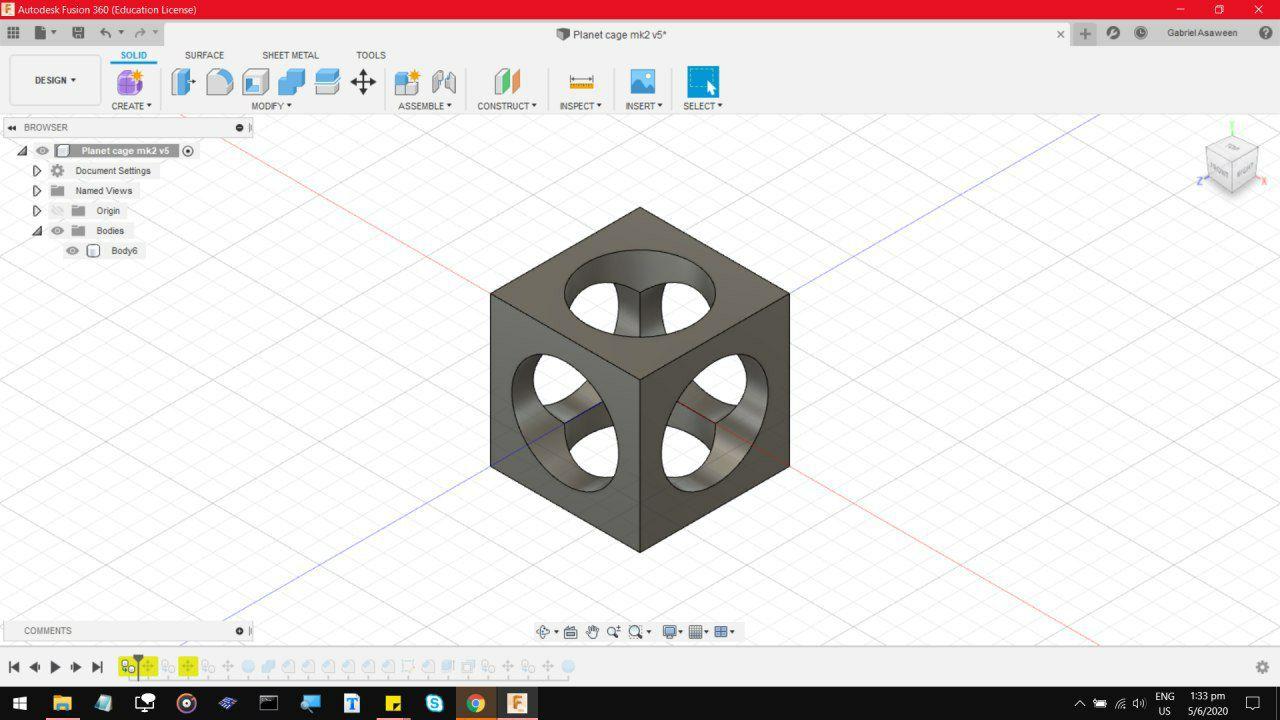 Autodesk Fusion 360 (Education License)
Planet cage mk2 v5*
Gabriel Asaween
SOLID SURFACE SHEET METAL TOOLS
DESIGN
CREATE MODIFY ASSEMBLE CONSTRUCT INSPECT INSERT SELECT
BROWSER
Planet cage mk2 v5
Document Settings
Named Views
Origin
Bodies
Body6
Y
TOP
FRONT RIGHT
Z X
COMMENTS
ENG 1:33 pm
US 5/6/2020